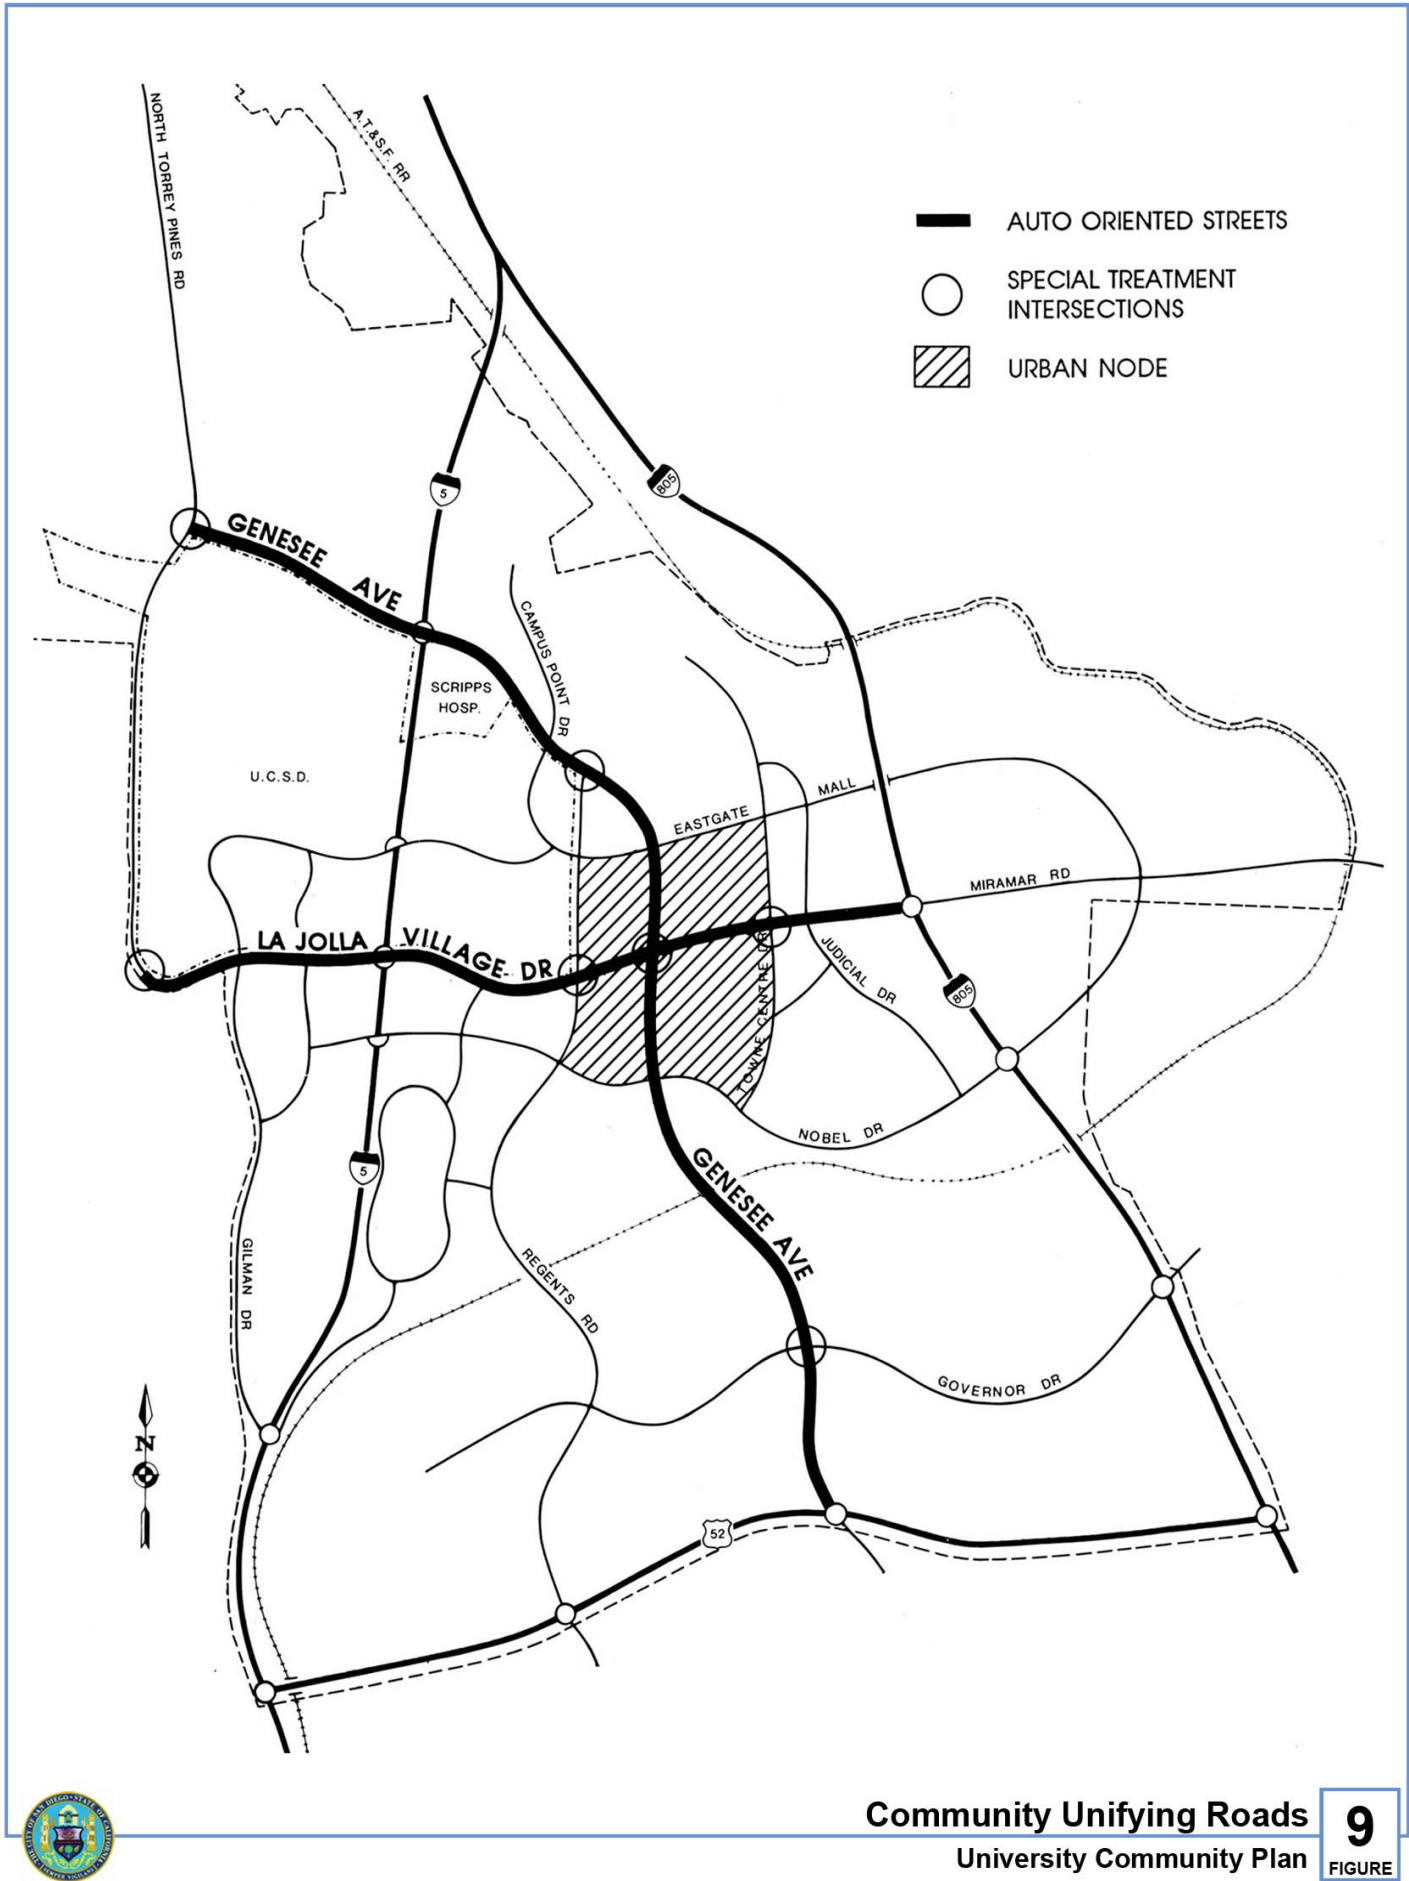 NORTH TORREY PINES RD
A.T.&S.F. RR
AUTO ORIENTED STREETS
SPECIAL TREATMENT
INTERSECTIONS
URBAN NODE
5
805
GENESEE AVE
CAMPUS POINT DR
SCRIPPS
HOSP.
U.C.S.D.
EASTGATE MALL
MIRAMAR RD
LA JOLLA VILLAGE DR
TOWNE CENTRE DR
JUDICIAL DR
805
NOBEL DR
5
GENESEE AVE
GILMAN DR
REGENTS RD
GOVERNOR DR
N
52
Community Unifying Roads
University Community Plan
9
FIGURE